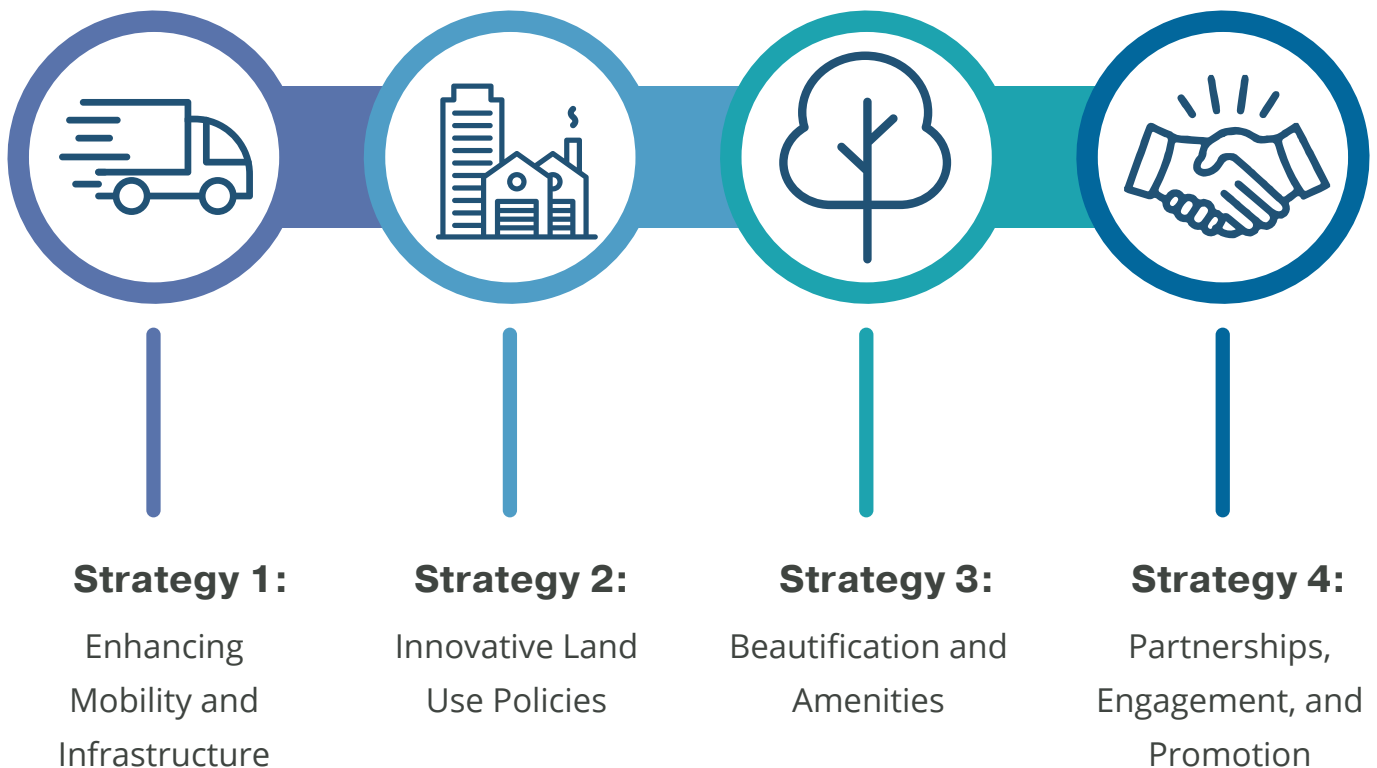 Strategy 1:
Enhancing
Mobility and
Infrastructure
Strategy 2:
Innovative Land
Use Policies
Strategy 3:
Beautification and
Amenities
Strategy 4:
Partnerships,
Engagement, and
Promotion